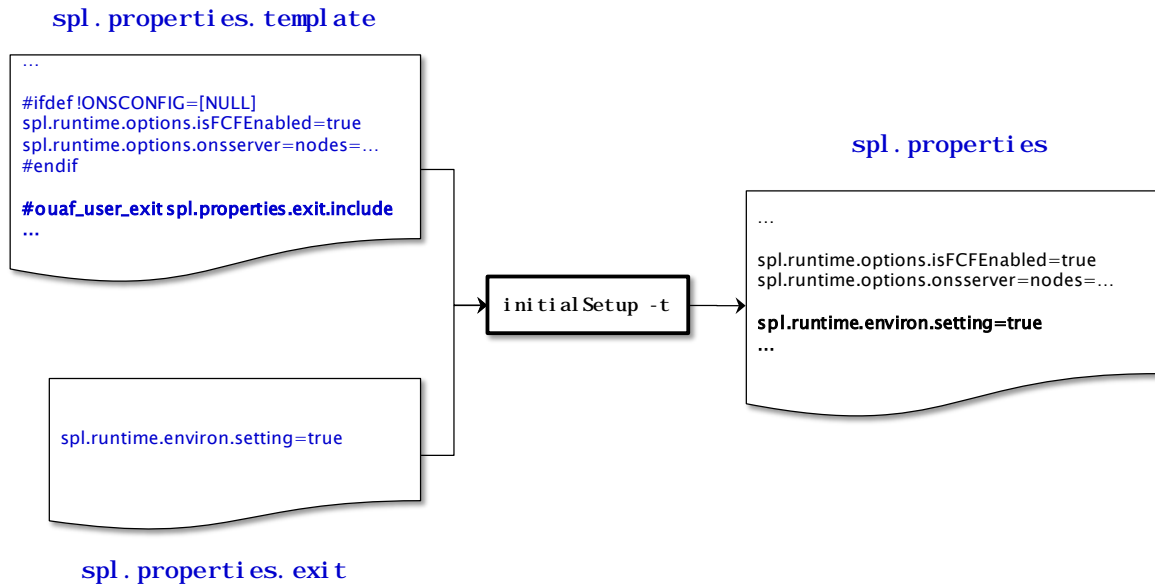 spl.properties.template
...
#ifdef !ONSCONFIG=[NULL]
spl.runtime.options.isFCFEnabled=true
spl.runtime.options.onsserver=nodes=...
#endif
#ouaf_user_exit spl.properties.exit.include
...
spl.runtime.environ.setting=true
spl.properties.exit
initialSetup -t
spl.properties
...
spl.runtime.options.isFCFEnabled=true
spl.runtime.options.onsserver=nodes=...
spl.runtime.environ.setting=true
...